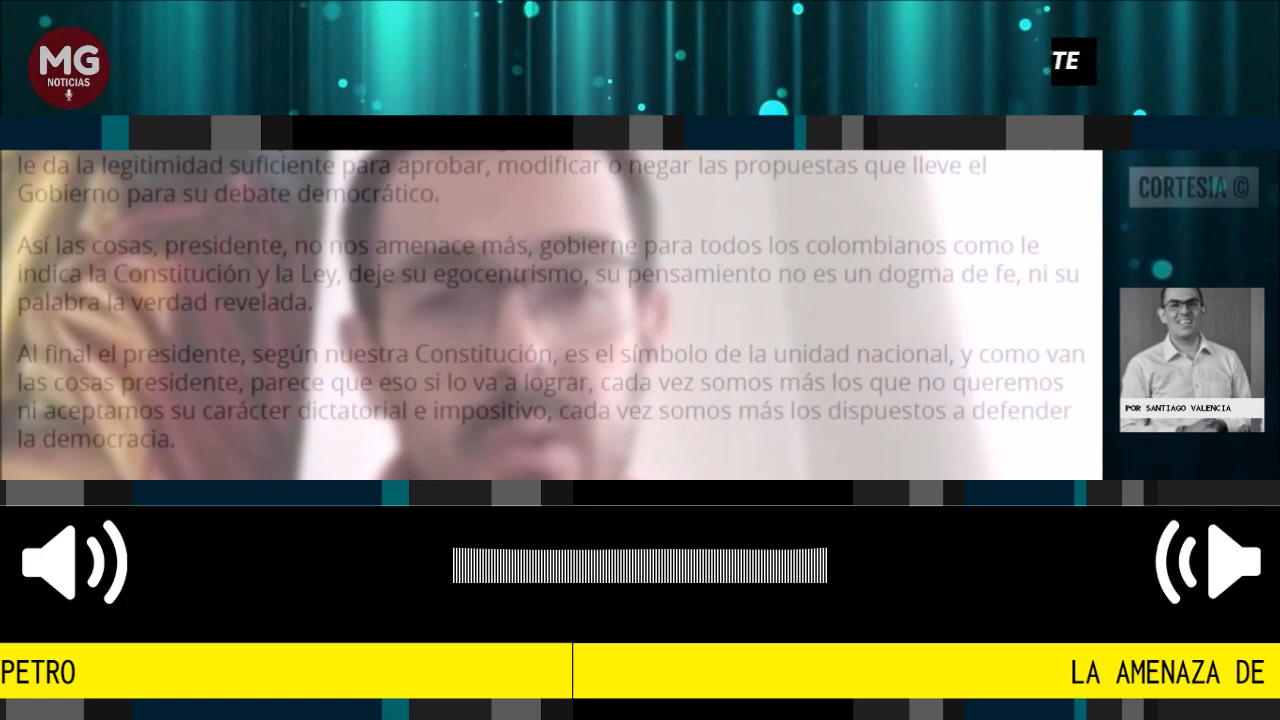 MG
NOTICIAS
TE
le da la legitimidad suficiente para aprobar, modificar o negar las propuestas que lleve el
Gobierno para su debate democrático.
Así las cosas, presidente, no nos amenace más, gobierne para todos los colombianos como le
indica la Constitución y la Ley, deje su egocentrismo, su pensamiento no es un dogma de fe, ni su
palabra la verdad revelada.
Al final el presidente, según nuestra Constitución, es el símbolo de la unidad nacional, y como van
las cosas presidente, parece que eso si lo va a lograr, cada vez somos más los que no queremos
ni aceptamos su carácter dictatorial e impositivo, cada vez somos más los dispuestos a defender
la democracia.
CORTESIA ©
POR SANTIAGO VALENCIA
PETRO
LA AMENAZA DE